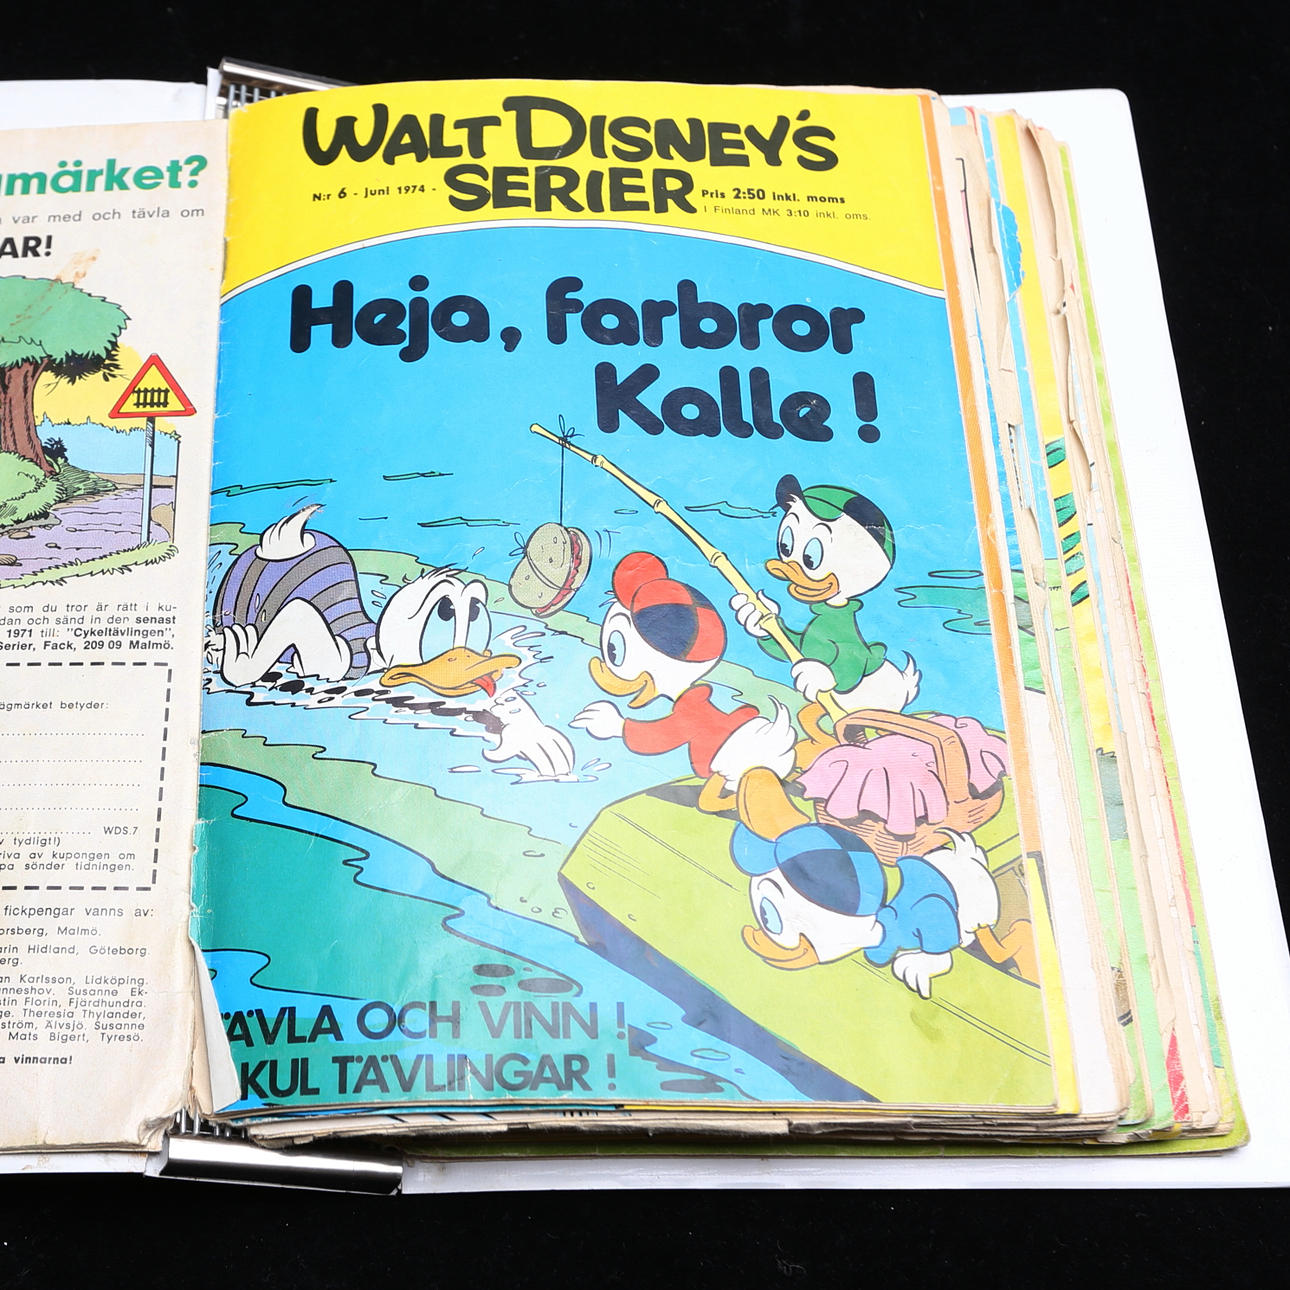 märket?
var med och tävla om
AR!
som du tror är rätt i ku-
dan och sänd in den senast
1971 till: "Cykeltävlingen",
Serier, Fack, 209 09 Malmö.
ägmärket betyder:
WDS.7
tydligt!)
riva av kupongen om
pa sönder tidningen.
fickpengar vanns av:
orsberg, Malmö.
arin Hidland, Göteborg.
erg.
an Karlsson, Lidköping.
anneshov, Susanne Ek-
stin Florin, Fjärdhundra.
ge. Theresia Thylander,
ström, Älvsjö. Susanne
Mats Bigert, Tyresö.
a vinnarna!
WALT DISNEY'S
SERIER
N:r 6 - Juni 1974 -
Pris 2:50 inkl. moms
I Finland MK 3:10 inkl. oms.
Heja, farbror
Kalle!
TÄVLA OCH VINN!
KUL TÄVLINGAR!